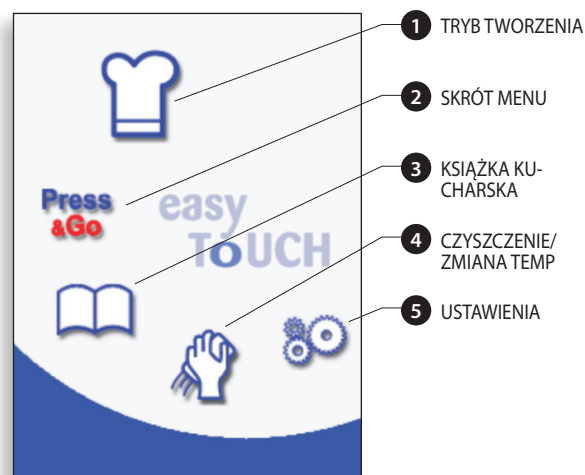 1 TRYB TWORZENIA
2 SKRÓT MENU
Press
&Go
easy
TOUCH
3 KSIĄŻKA KU-
CHARSKA
4 CZYSZCZENIE/
ZMIANA TEMP
5 USTAWIENIA